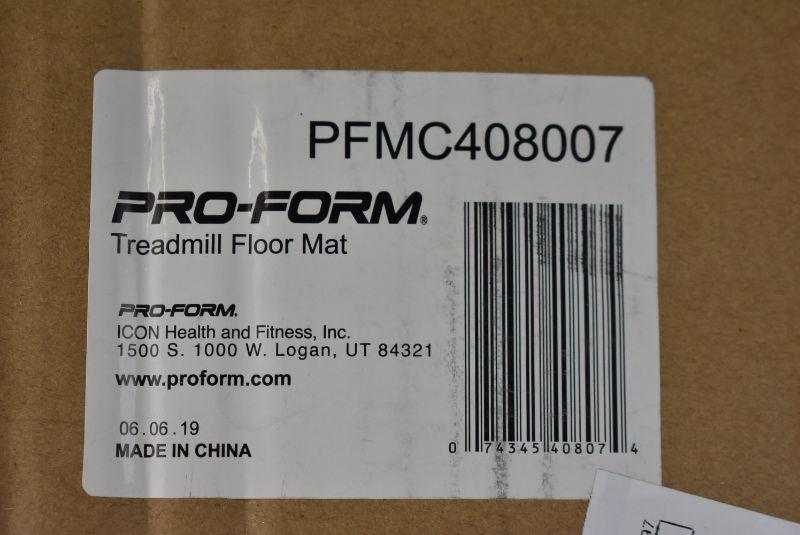 PFMC408007
PRO-FORM®
Treadmill Floor Mat
PRO-FORM.
ICON Health and Fitness, Inc.
1500 S. 1000 W. Logan, UT 84321
www.proform.com
06.06.19
MADE IN CHINA
0 74345 40807 4
97